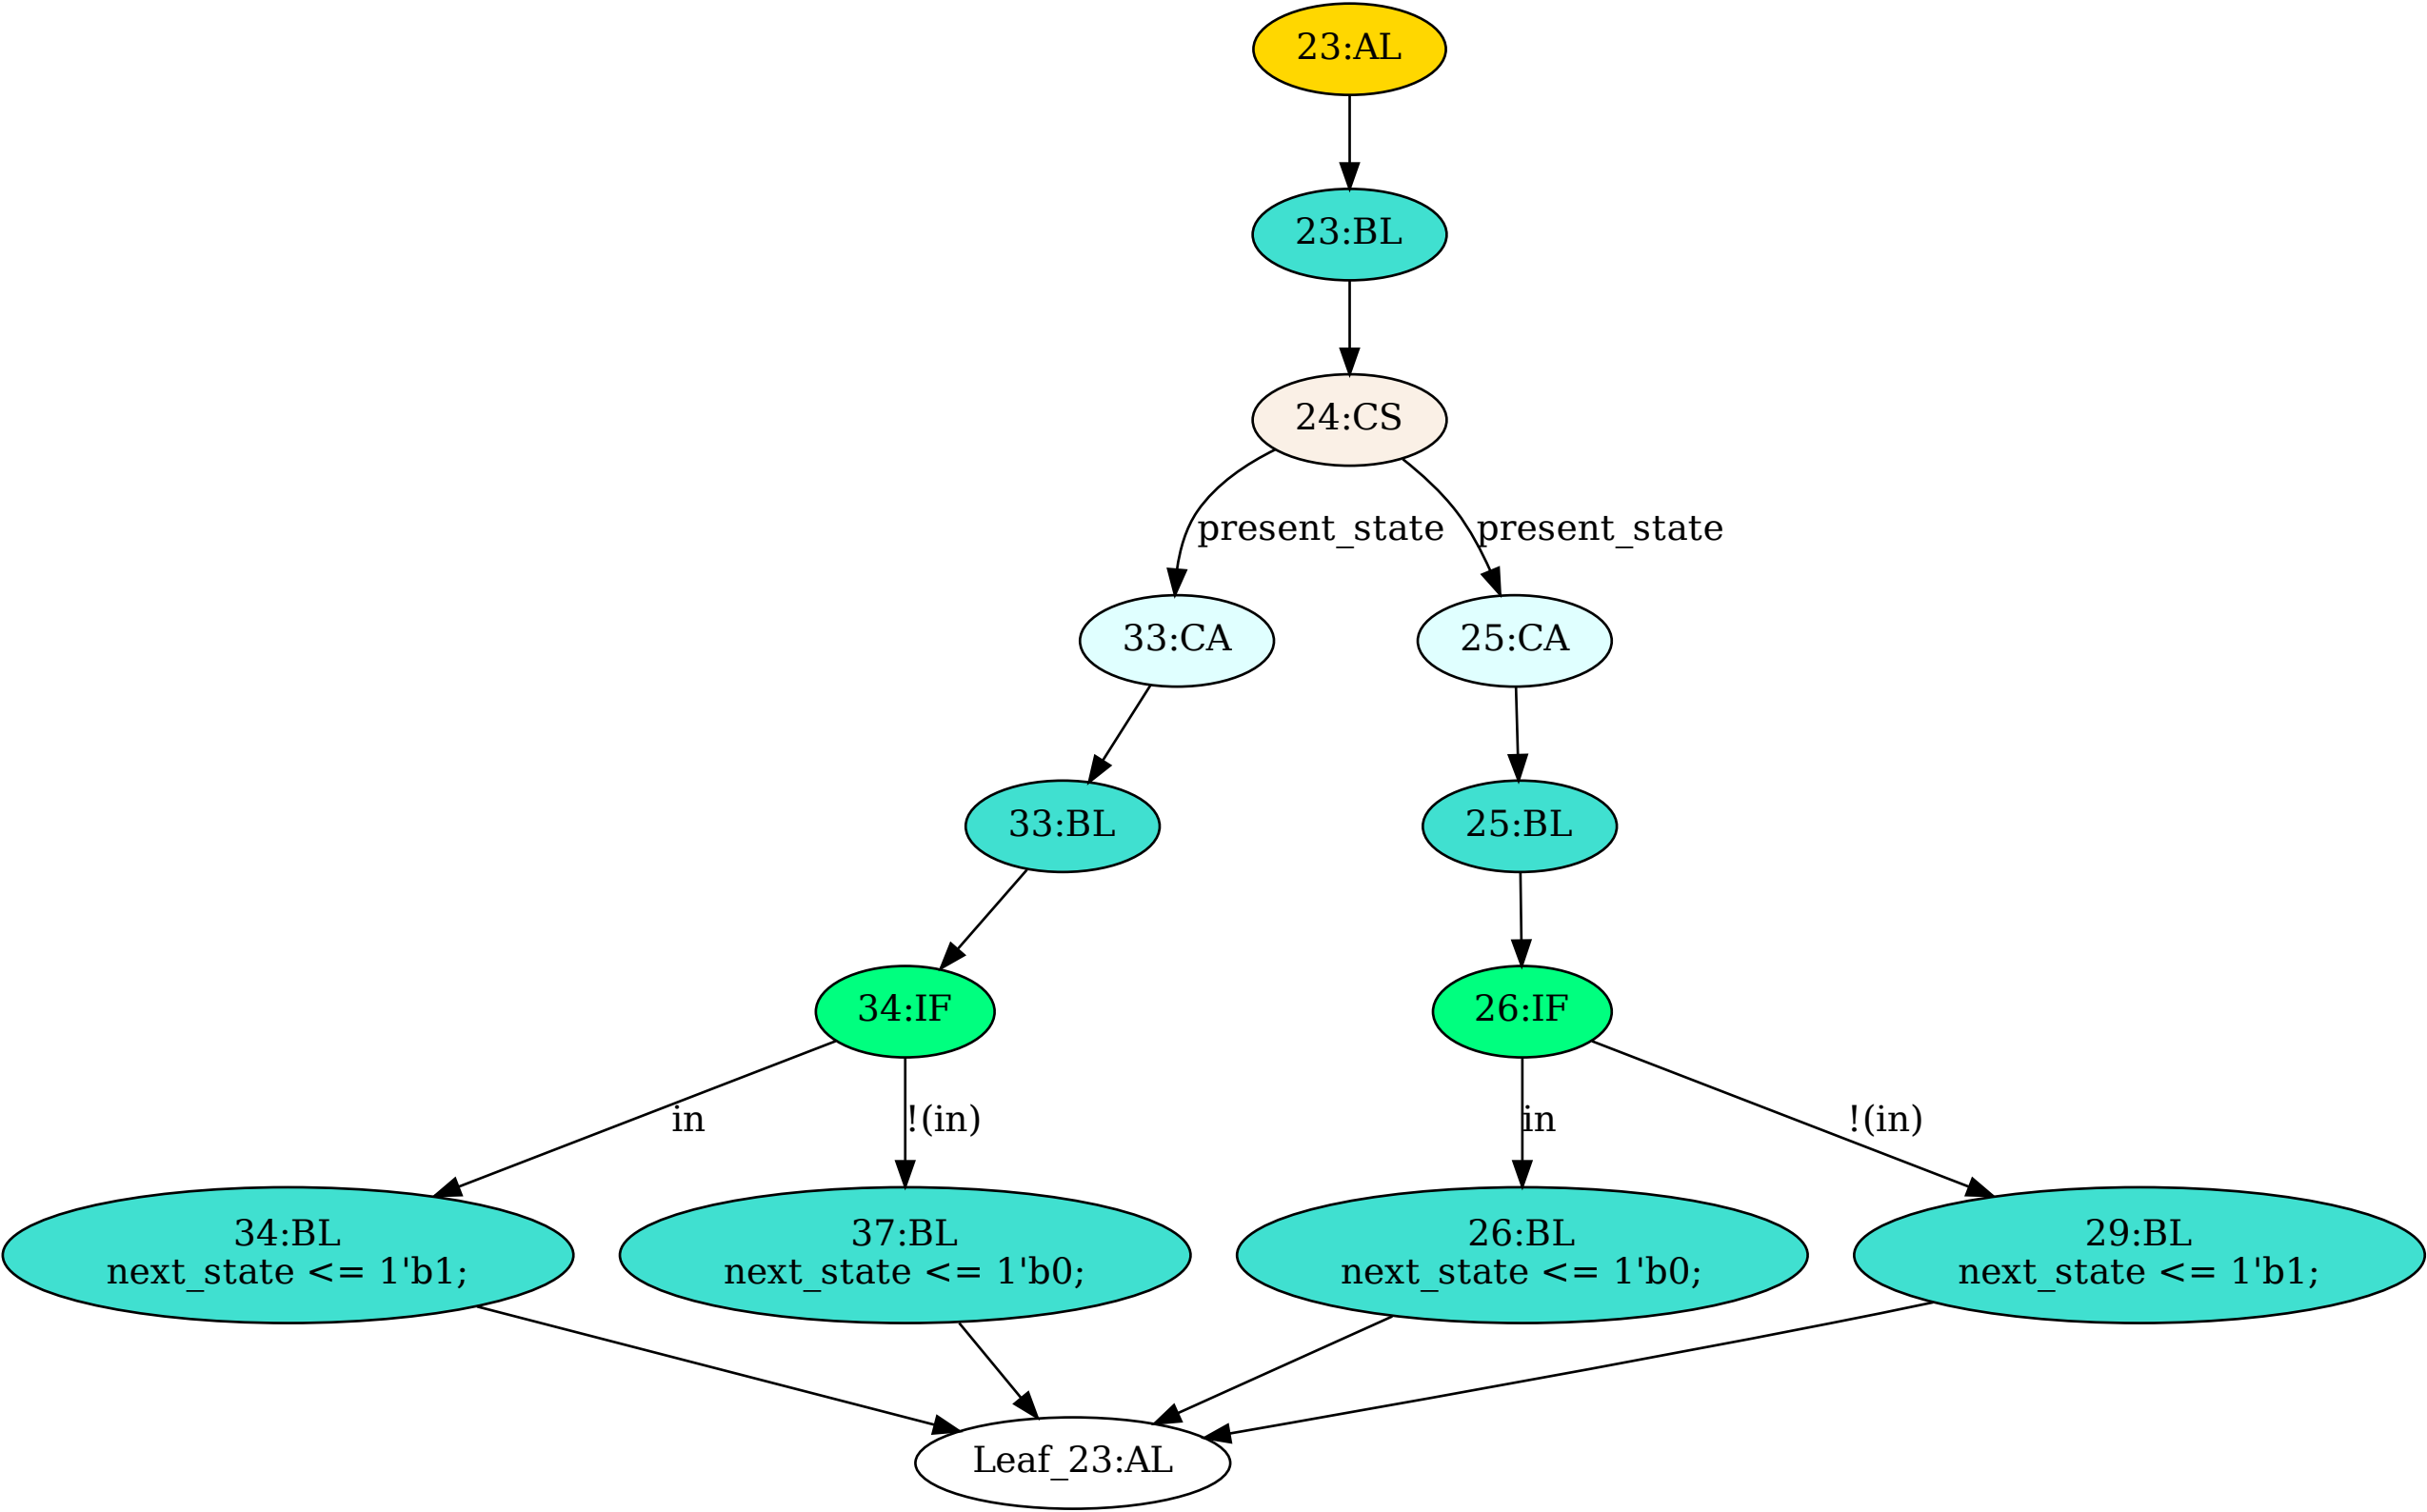 23:AL
23:BL
24:CS
present_state
present_state
33:CA
25:CA
33:BL
25:BL
34:IF
26:IF
in
!(in)
in
!(in)
34:BL
next_state <= 1'b1;
37:BL
next_state <= 1'b0;
26:BL
next_state <= 1'b0;
29:BL
next_state <= 1'b1;
Leaf_23:AL